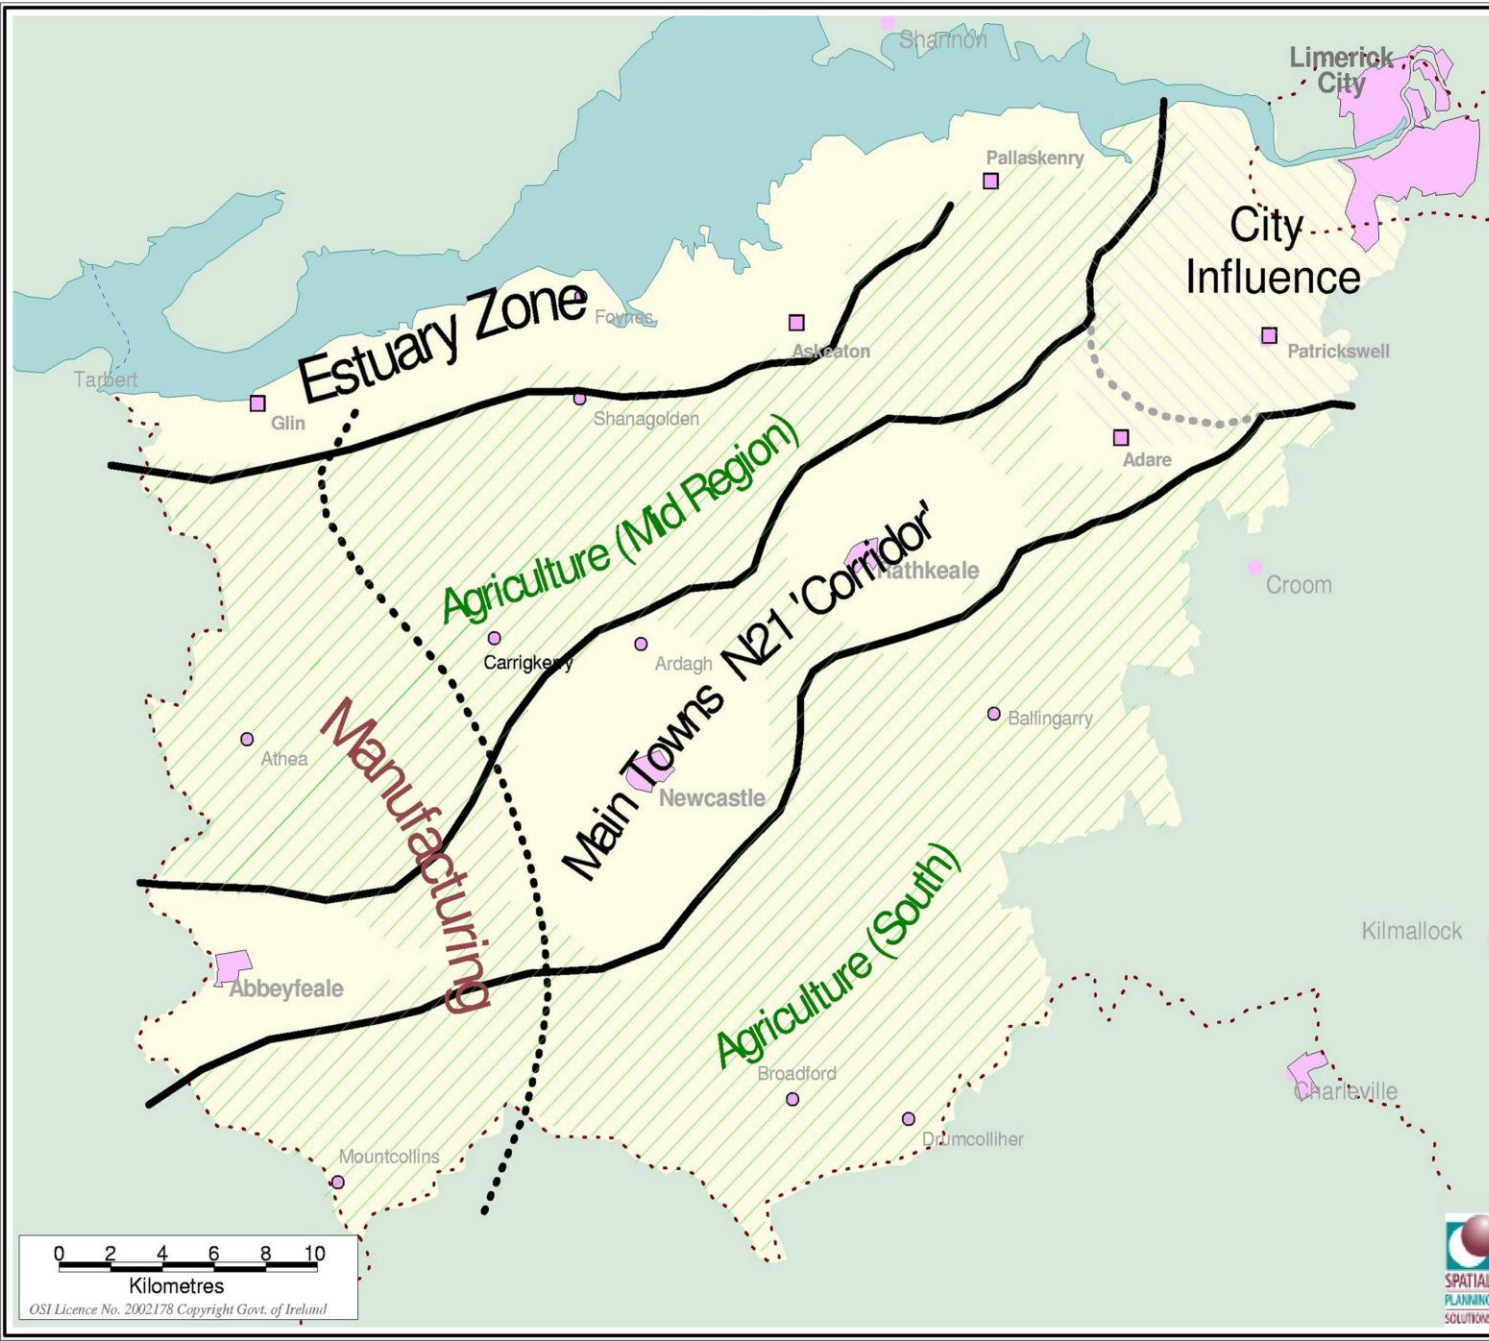 Shannon
Limerick
City
Pallaskenry
City
Influence
Estuary Zone
Foynes
Askeaton
Patrickswell
Tarbert
Glin
Shanagolden
Adare
Agriculture (Mid Region)
Main Towns N21 'Corridor'
Rathkeale
Croom
Carrigkerry
Ardagh
Ballingarry
Manufacturing
Athea
Newcastle
Agriculture (South)
Kilmallock
Abbeyfeale
Broadford
Charleville
Drumcolliher
Mountcollins
0 2 4 6 8 10
Kilometres
OSI Licence No. 2002178 Copyright Govt. of Ireland
SPATIAL
PLANNING
SOLUTIONS